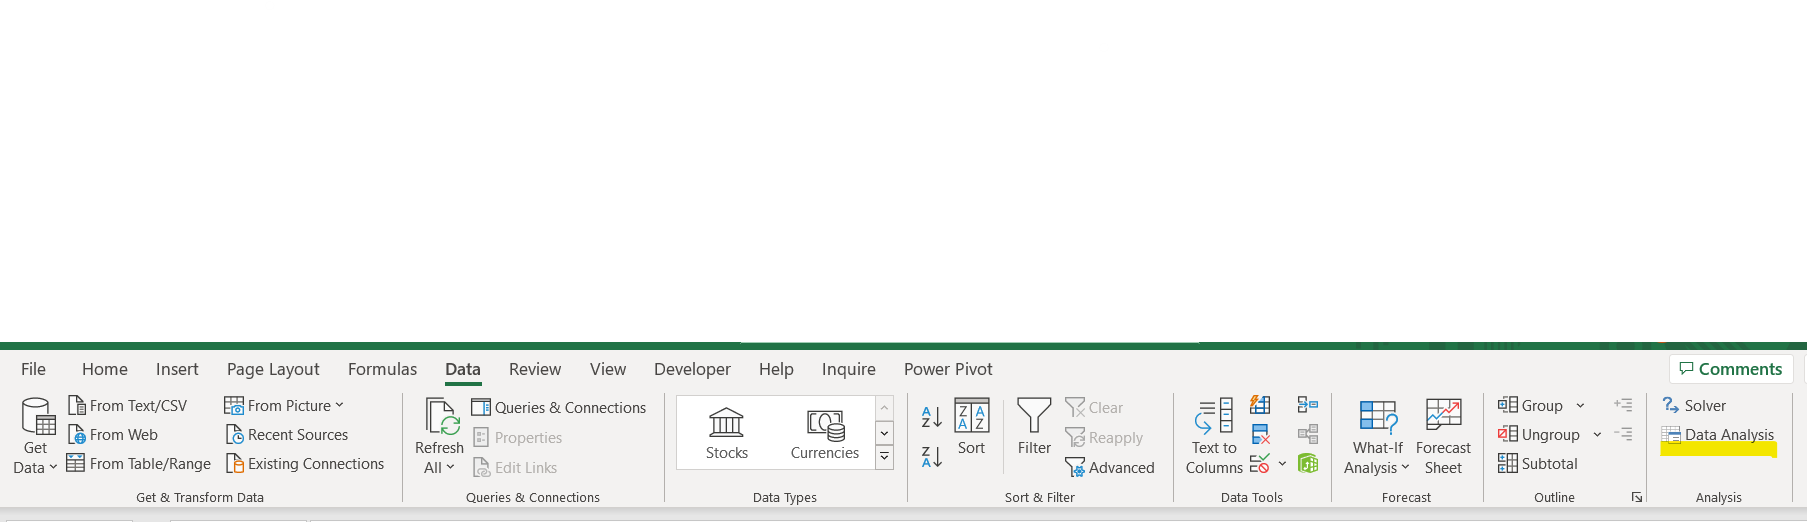 File Home Insert Page Layout Formulas Data Review View Developer Help Inquire Power Pivot Comments
Get Data
From Text/CSV
From Web
From Table/Range
From Picture
Recent Sources
Existing Connections
Get & Transform Data
Refresh All
Queries & Connections
Properties
Edit Links
Queries & Connections
Stocks
Currencies
Data Types
A
Z
Z
A
Z A
A Z
Sort
Filter
Clear
Reapply
Advanced
Sort & Filter
Text to
Columns
Data Tools
What-If
Analysis
Forecast
Sheet
Forecast
Group
Ungroup
Subtotal
Outline
Solver
Data Analysis
Analysis